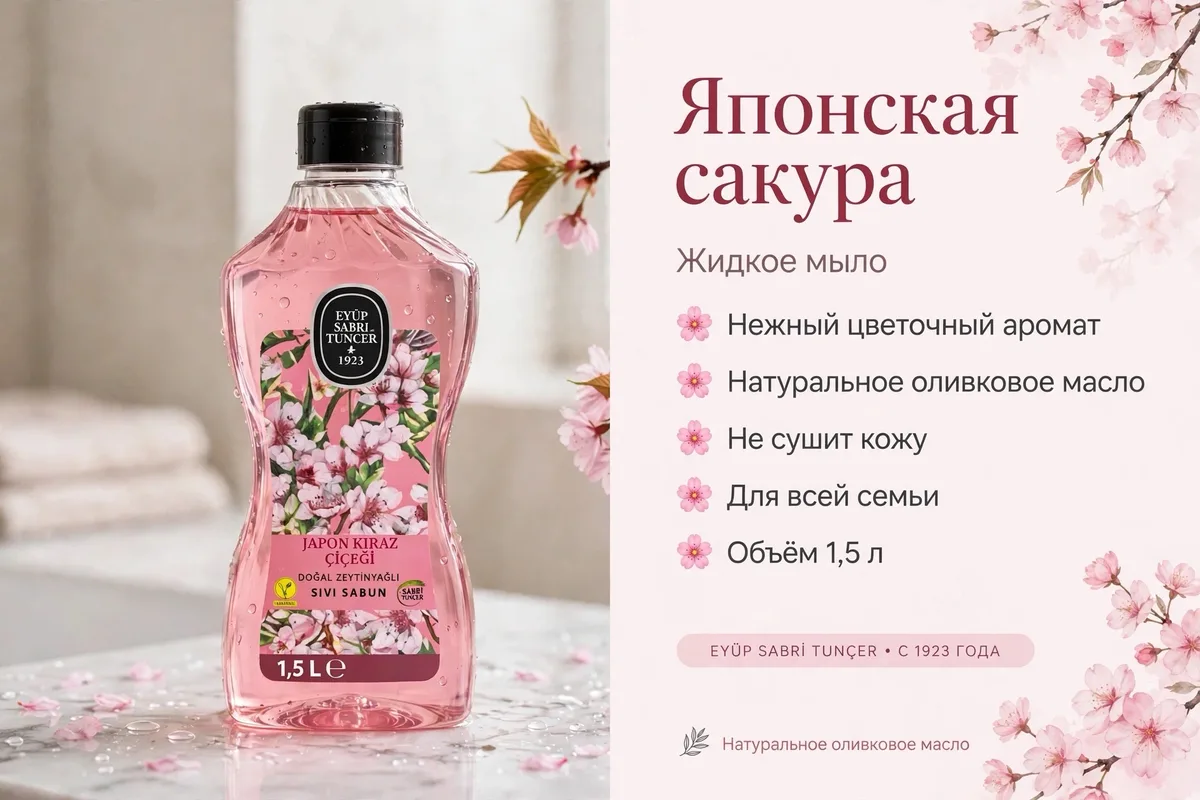 EYÜP
SABRİ
TUNCER
1923
JAPON KIRAZ
ÇİÇEĞİ
DOĞAL ZEYTİNYAĞLI
SIVI SABUN
SABRİ
TUNCER
1,5 L e
Японская
сакура
Жидкое мыло
Нежный цветочный аромат
Натуральное оливковое масло
Не сушит кожу
Для всей семьи
Объём 1,5 л
EYÜP SABRİ TUNÇER • С 1923 ГОДА
Натуральное оливковое масло